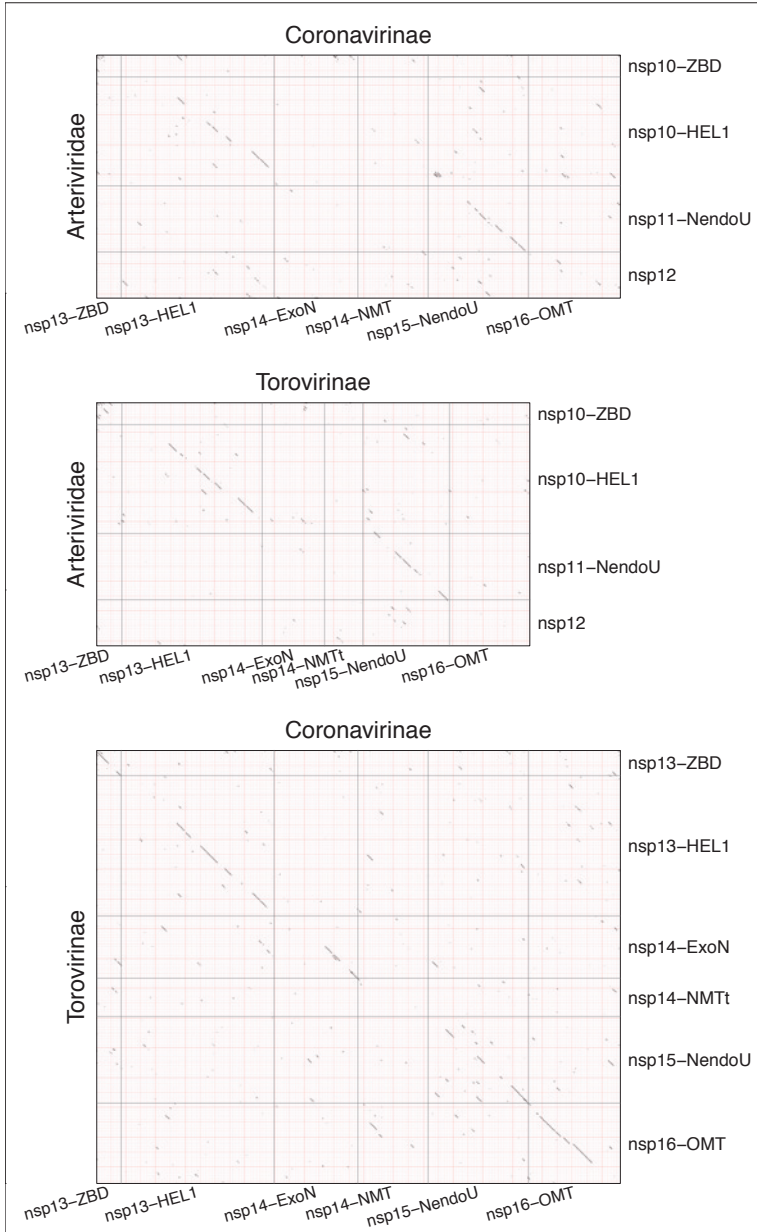 Coronavirinae
Arteriviridae
nsp10–ZBD
nsp10–HEL1
nsp11–NendoU
nsp12
nsp13–ZBD
nsp13–HEL1
nsp14–ExoN
nsp14–NMT
nsp15–NendoU
nsp16–OMT
Torovirinae
Arteriviridae
nsp10–ZBD
nsp10–HEL1
nsp11–NendoU
nsp12
nsp13–ZBD
nsp13–HEL1
nsp14–ExoN
nsp14–NMTt
nsp15–NendoU
nsp16–OMT
Coronavirinae
Torovirinae
nsp13–ZBD
nsp13–HEL1
nsp14–ExoN
nsp14–NMTt
nsp15–NendoU
nsp16–OMT
nsp13–ZBD
nsp13–HEL1
nsp14–ExoN
nsp14–NMT
nsp15–NendoU
nsp16–OMT